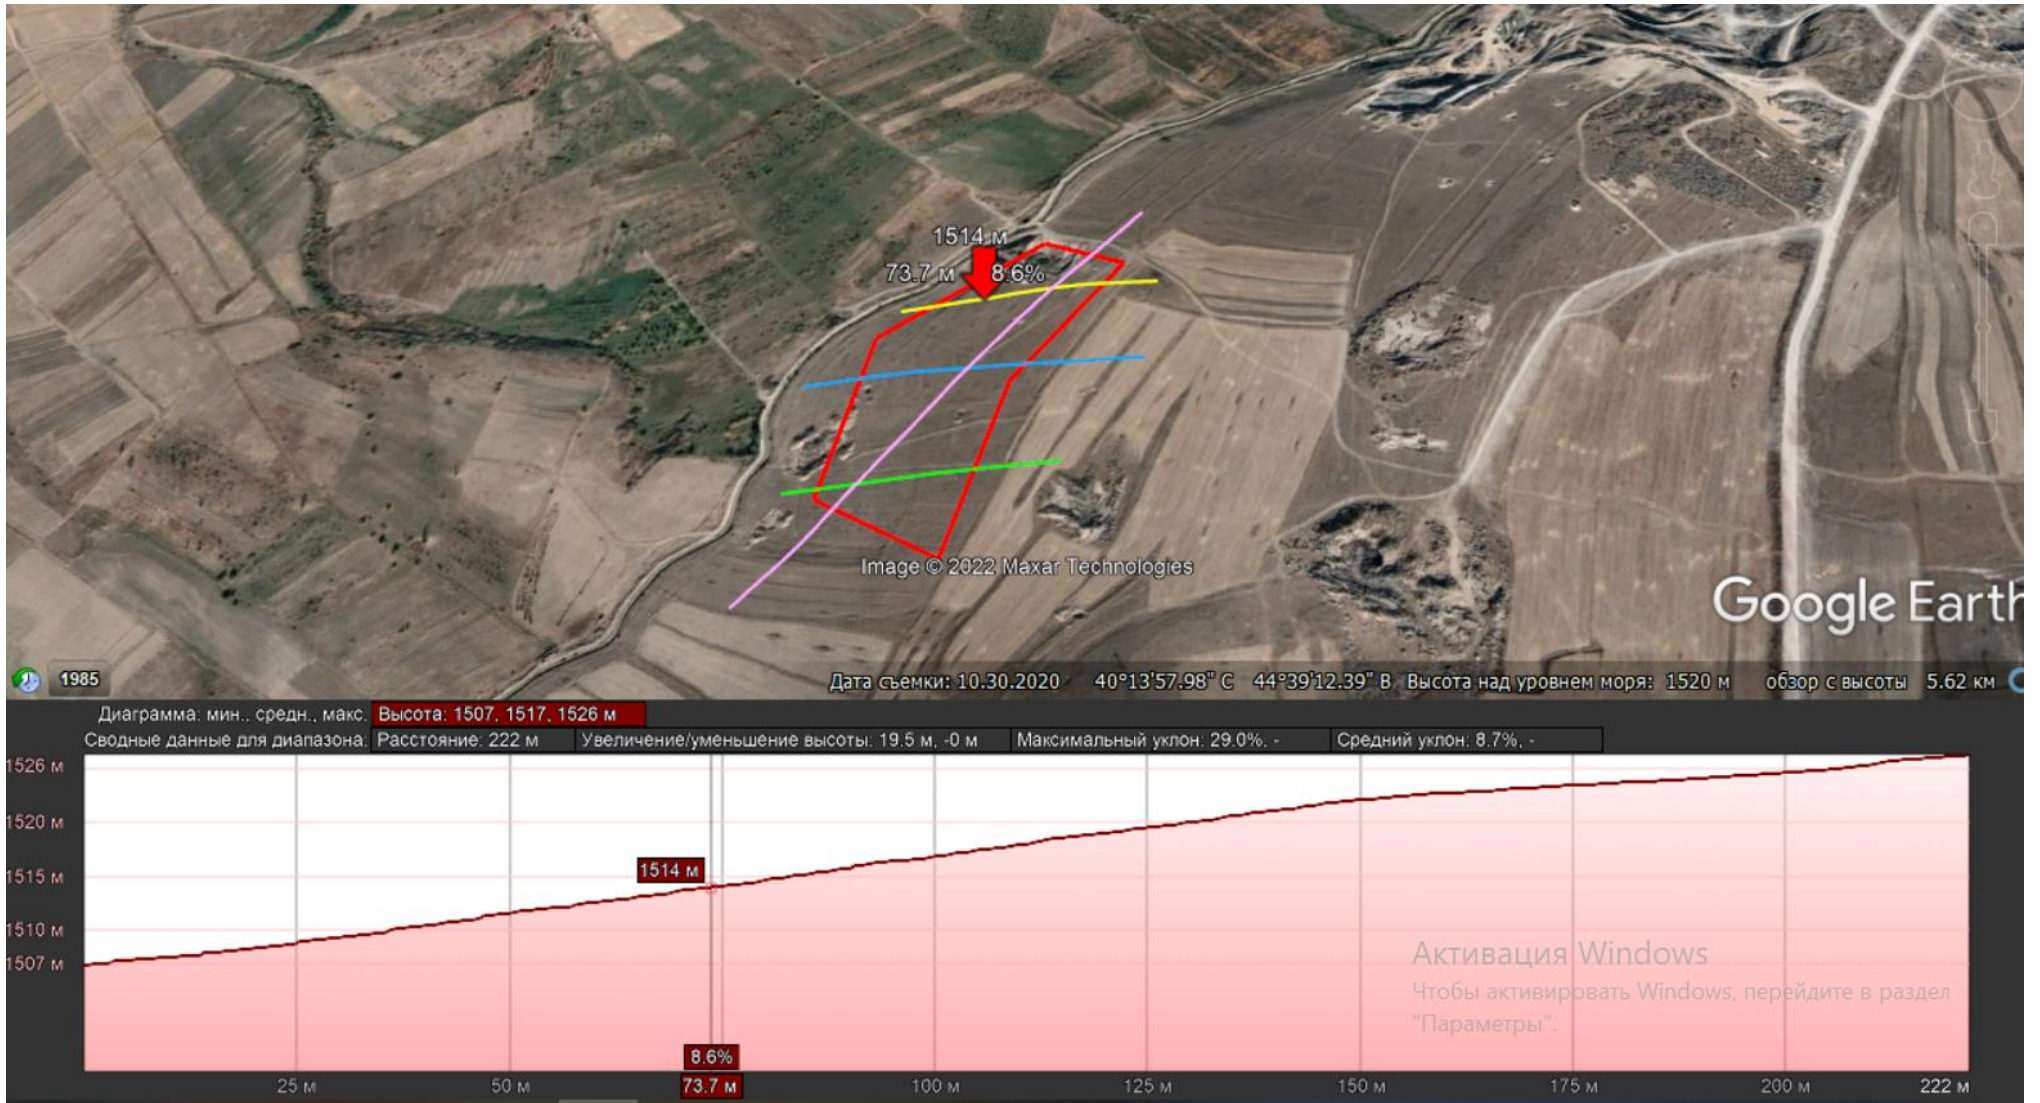 1514 м
73.7 м 8.6%
Image © 2022 Maxar Technologies
Google Earth
1985
Дата съемки: 10.30.2020 40°13'57.98" С 44°39'12.39" В Высота над уровнем моря: 1520 м обзор с высоты 5.62 км
Диаграмма: мин., средн., макс. Высота: 1507, 1517, 1526 м
Сводные данные для диапазона: Расстояние: 222 м Увеличение/уменьшение высоты: 19.5 м, -0 м Максимальный уклон: 29.0%, - Средний уклон: 8.7%, -
1526 м
1520 м
1514 м
1515 м
1510 м
1507 м
Активация Windows
Чтобы активировать Windows, перейдите в раздел
"Параметры".
8.6%
25 м 50 м 73.7 м 100 м 125 м 150 м 175 м 200 м 222 м